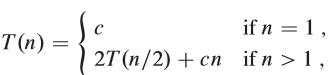 T(n) = { c if n = 1 ,
2T(n/2) + cn if n > 1 ,